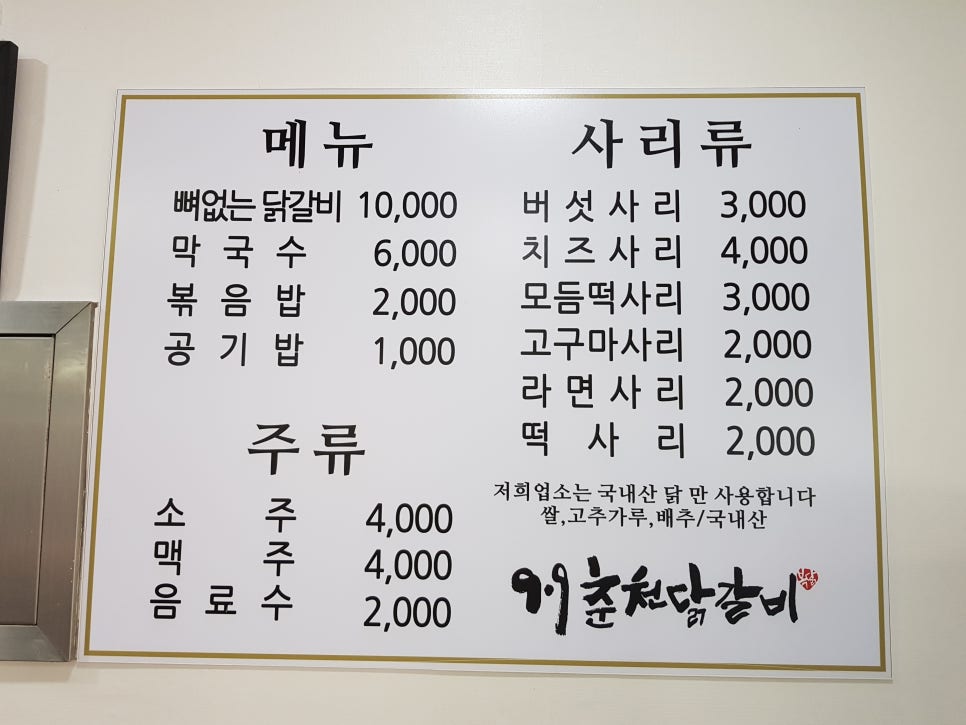 메뉴
뼈없는 닭갈비 10,000
막국수 6,000
볶음밥 2,000
공기밥 1,000
주류
소주 4,000
맥주 4,000
음료수 2,000
사리류
버섯사리 3,000
치즈사리 4,000
모듬떡사리 3,000
고구마사리 2,000
라면사리 2,000
떡사리 2,000
저희업소는 국내산 닭 만 사용합니다
쌀,고추가루,배추/국내산
9.9 춘천닭갈비